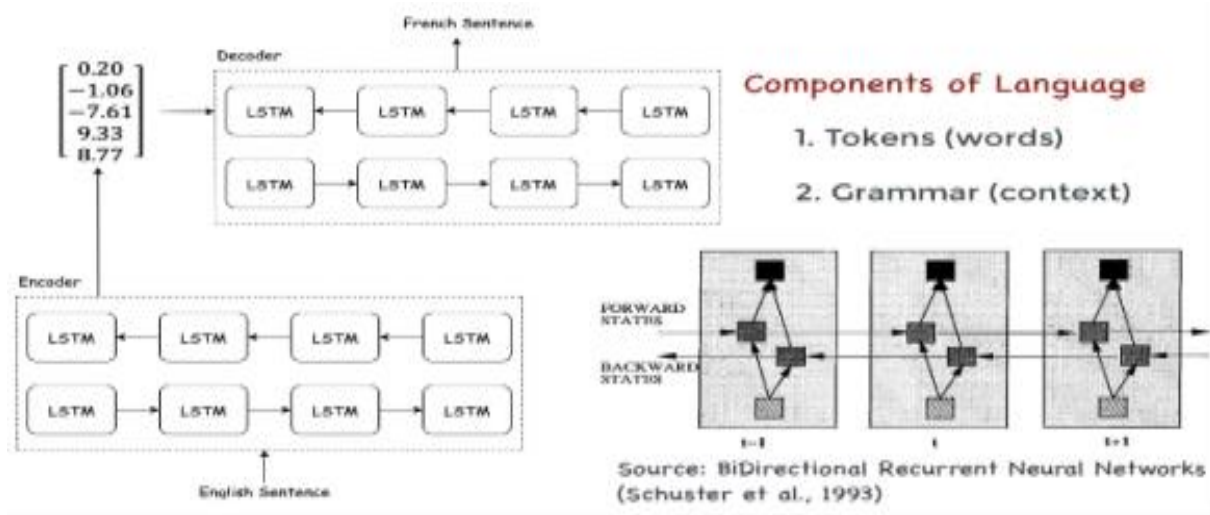 French Sentence
Decoder
0.20
−1.06
−7.61
9.33
8.77
LSTM LSTM LSTM LSTM
LSTM LSTM LSTM LSTM
Encoder
LSTM LSTM LSTM LSTM
LSTM LSTM LSTM LSTM
English Sentence
Components of Language
1. Tokens (words)
2. Grammar (context)
FORWARD
STATES
BACKWARD
STATES
t-1 t t+1
Source: BiDirectional Recurrent Neural Networks
(Schuster et al., 1993)